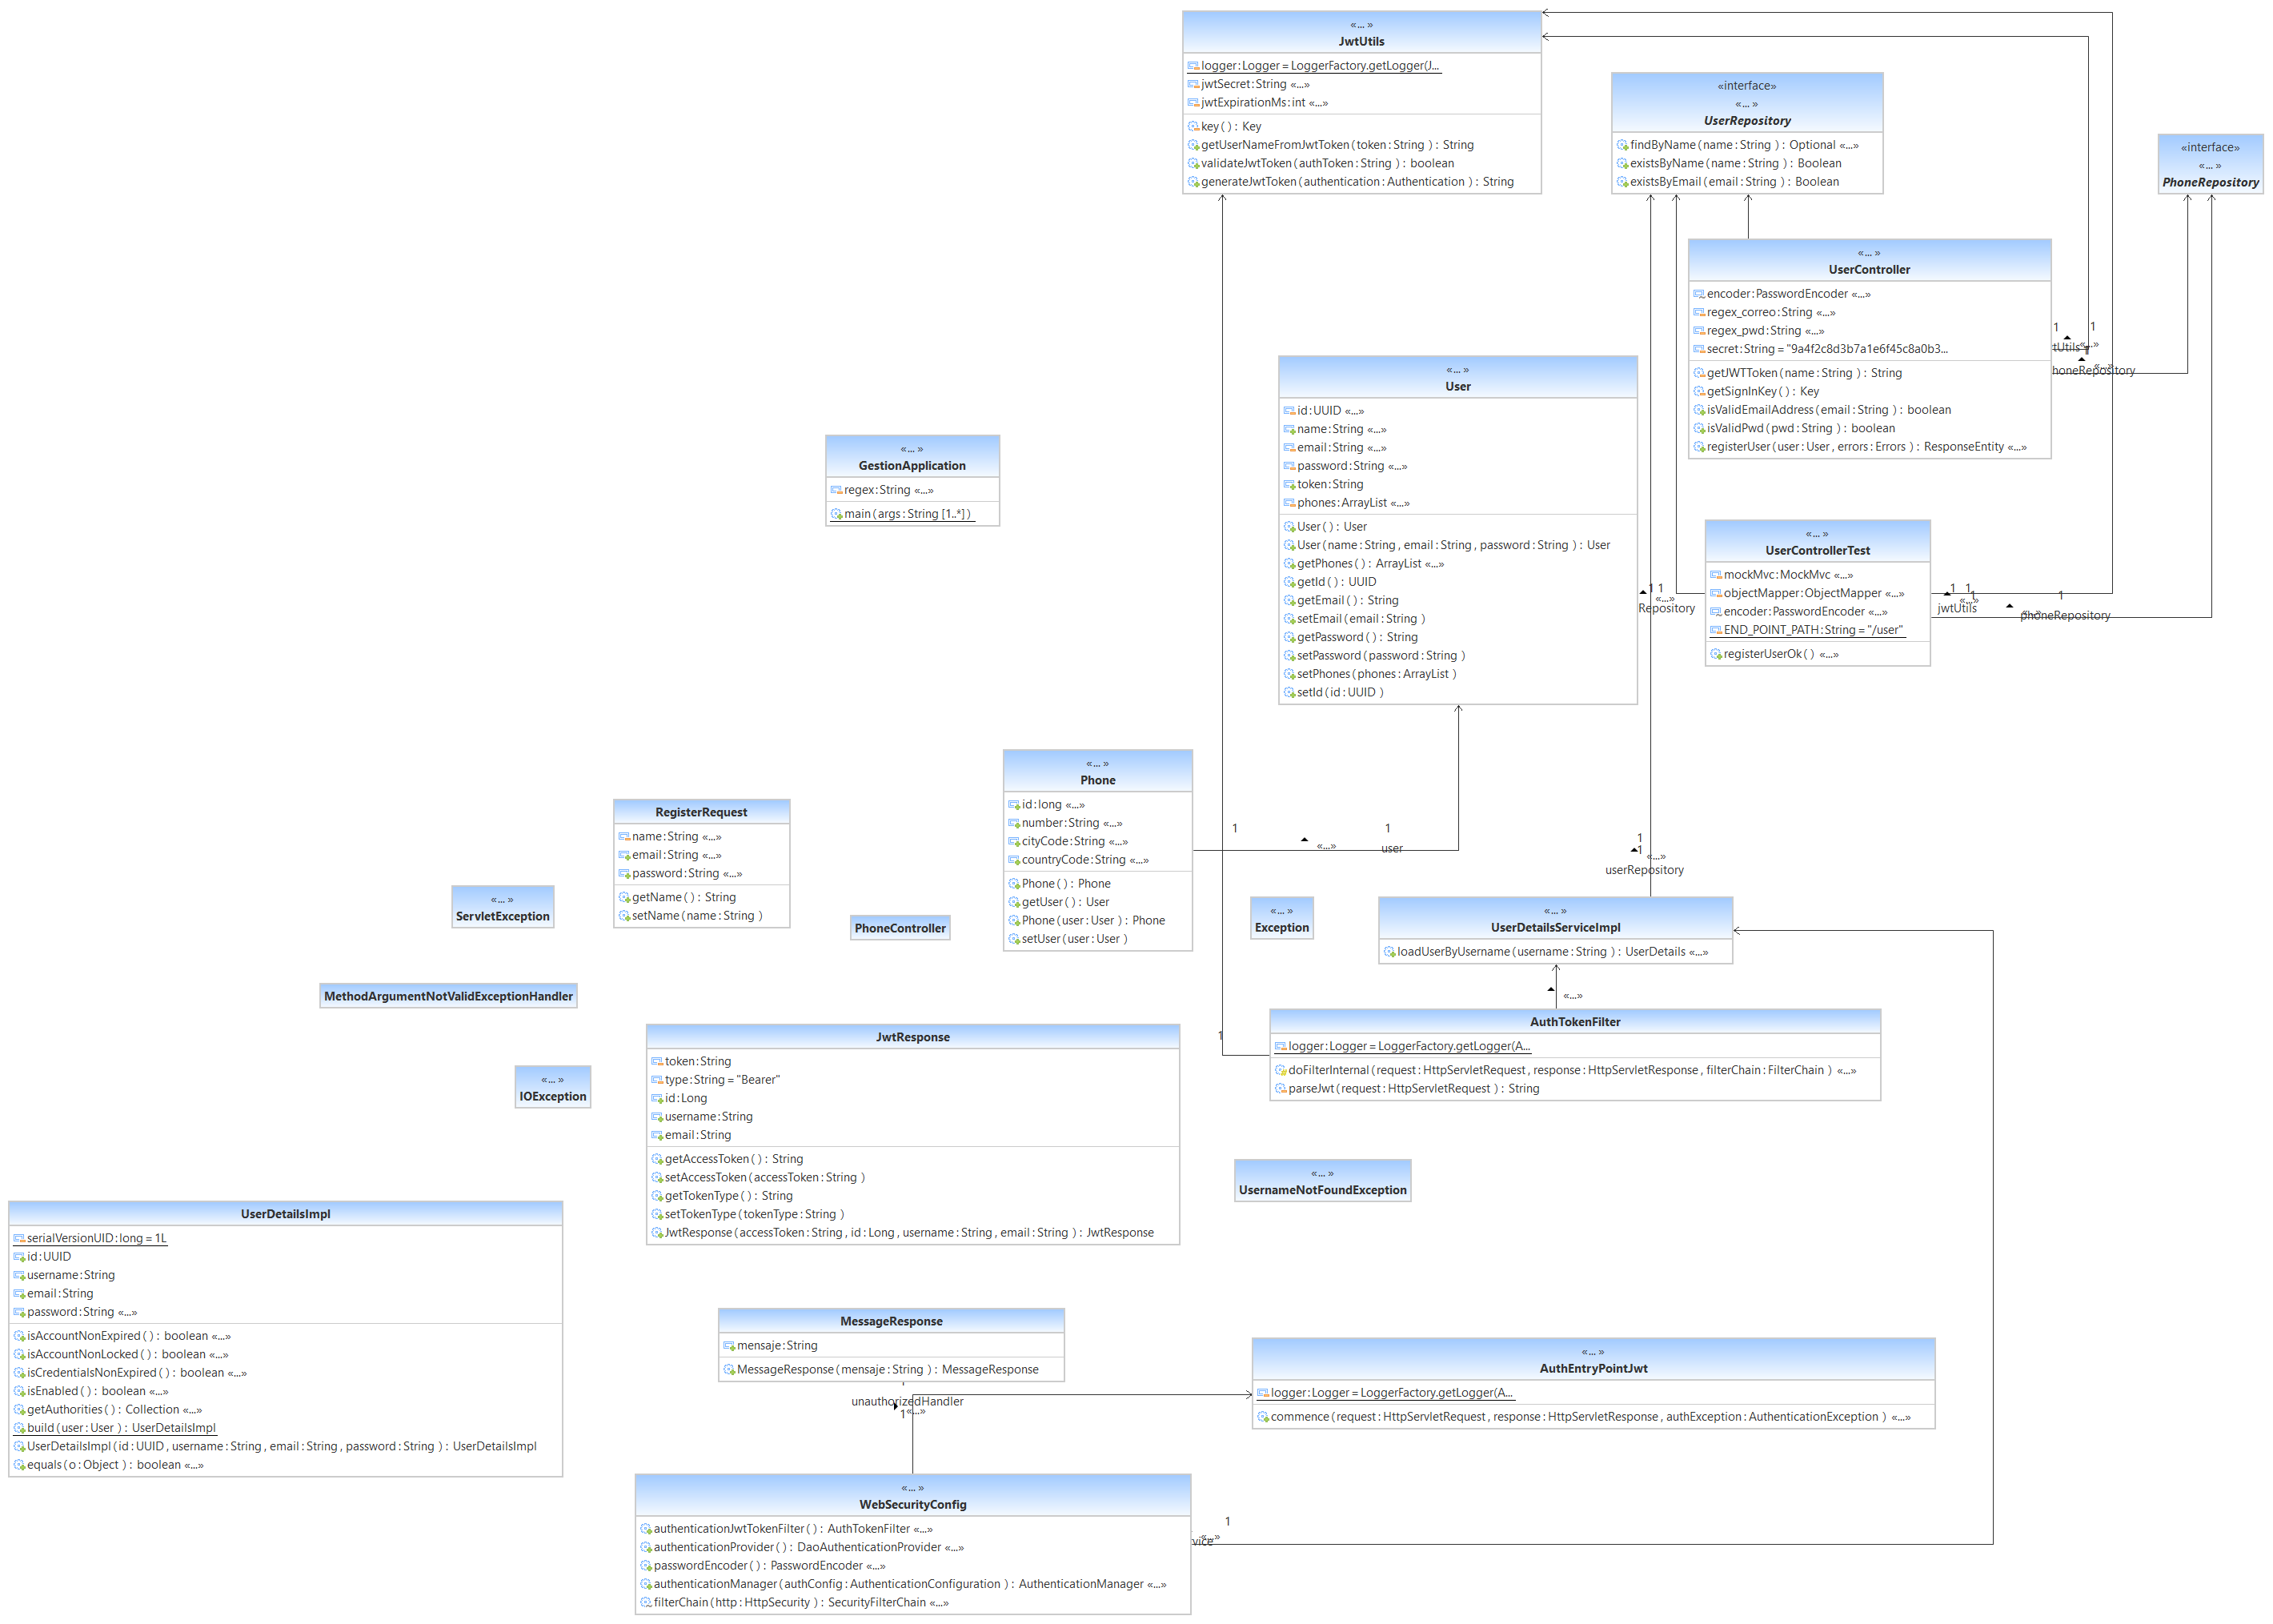 «... »
JwtUtils
logger:Logger = LoggerFactory.getLogger(J...
jwtSecret:String «...»
jwtExpirationMs:int «...»
key( ): Key
getUserNameFromJwtToken(token:String ): String
validateJwtToken(authToken:String ): boolean
generateJwtToken(authentication:Authentication ): String
«interface»
«... »
UserRepository
findByName(name:String ): Optional «...»
existsByName(name:String ): Boolean
existsByEmail(email:String ): Boolean
«interface»
«... »
PhoneRepository
«... »
UserController
encoder:PasswordEncoder «...»
regex_correo:String «...»
regex_pwd:String «...»
secret:String = "9a4f2c8d3b7a1e6f45c8a0b3...
getJWTToken(name:String ): String
getSignInKey( ): Key
isValidEmailAddress(email:String ): boolean
isValidPwd(pwd:String ): boolean
registerUser(user:User, errors:Errors ): ResponseEntity «...»
1
1
tUtils
«...»
1
«...»
honeRepository
«... »
User
id:UUID «...»
name:String «...»
email:String «...»
password:String «...»
token:String
phones:ArrayList «...»
User( ): User
User(name:String, email:String, password:String ): User
getPhones( ): ArrayList «...»
getId( ): UUID
getEmail( ): String
setEmail(email:String )
getPassword( ): String
setPassword(password:String )
setPhones(phones:ArrayList )
setId(id:UUID )
«... »
GestionApplication
regex:String «...»
main(args:String [1..*] )
«... »
UserControllerTest
mockMvc:MockMvc «...»
objectMapper:ObjectMapper «...»
encoder:PasswordEncoder «...»
END_POINT_PATH:String = "/user"
registerUserOk( ) «...»
1 1
«...»
Repository
1
1
1
«...»
jwtUtils
1
«...»
phoneRepository
«... »
Phone
id:long «...»
number:String «...»
cityCode:String «...»
countryCode:String «...»
Phone( ): Phone
getUser( ): User
Phone(user:User ): Phone
setUser(user:User )
1
1
«...»
user
RegisterRequest
name:String «...»
email:String «...»
password:String «...»
getName( ): String
setName(name:String )
1
1
«...»
userRepository
«... »
ServletException
PhoneController
«... »
Exception
«... »
UserDetailsServiceImpl
loadUserByUsername(username:String ): UserDetails «...»
MethodArgumentNotValidExceptionHandler
«...»
AuthTokenFilter
logger:Logger = LoggerFactory.getLogger(A...
doFilterInternal(request:HttpServletRequest, response:HttpServletResponse, filterChain:FilterChain ) «...»
parseJwt(request:HttpServletRequest ): String
1
JwtResponse
token:String
type:String = "Bearer"
id:Long
username:String
email:String
getAccessToken( ): String
setAccessToken(accessToken:String )
getTokenType( ): String
setTokenType(tokenType:String )
JwtResponse(accessToken:String, id:Long, username:String, email:String ): JwtResponse
«... »
IOException
«... »
UsernameNotFoundException
UserDetailsImpl
serialVersionUID:long = 1L
id:UUID
username:String
email:String
password:String «...»
isAccountNonExpired( ): boolean «...»
isAccountNonLocked( ): boolean «...»
isCredentialsNonExpired( ): boolean «...»
isEnabled( ): boolean «...»
getAuthorities( ): Collection «...»
build(user:User ): UserDetailsImpl
UserDetailsImpl(id:UUID, username:String, email:String, password:String ): UserDetailsImpl
equals(o:Object ): boolean «...»
MessageResponse
mensaje:String
MessageResponse(mensaje:String ): MessageResponse
unauthorizedHandler
1
«...»
«... »
AuthEntryPointJwt
logger:Logger = LoggerFactory.getLogger(A...
commence(request:HttpServletRequest, response:HttpServletResponse, authException:AuthenticationException ) «...»
«... »
WebSecurityConfig
authenticationJwtTokenFilter( ): AuthTokenFilter «...»
authenticationProvider( ): DaoAuthenticationProvider «...»
passwordEncoder( ): PasswordEncoder «...»
authenticationManager(authConfig:AuthenticationConfiguration ): AuthenticationManager «...»
filterChain(http:HttpSecurity ): SecurityFilterChain «...»
1
«...»
vice